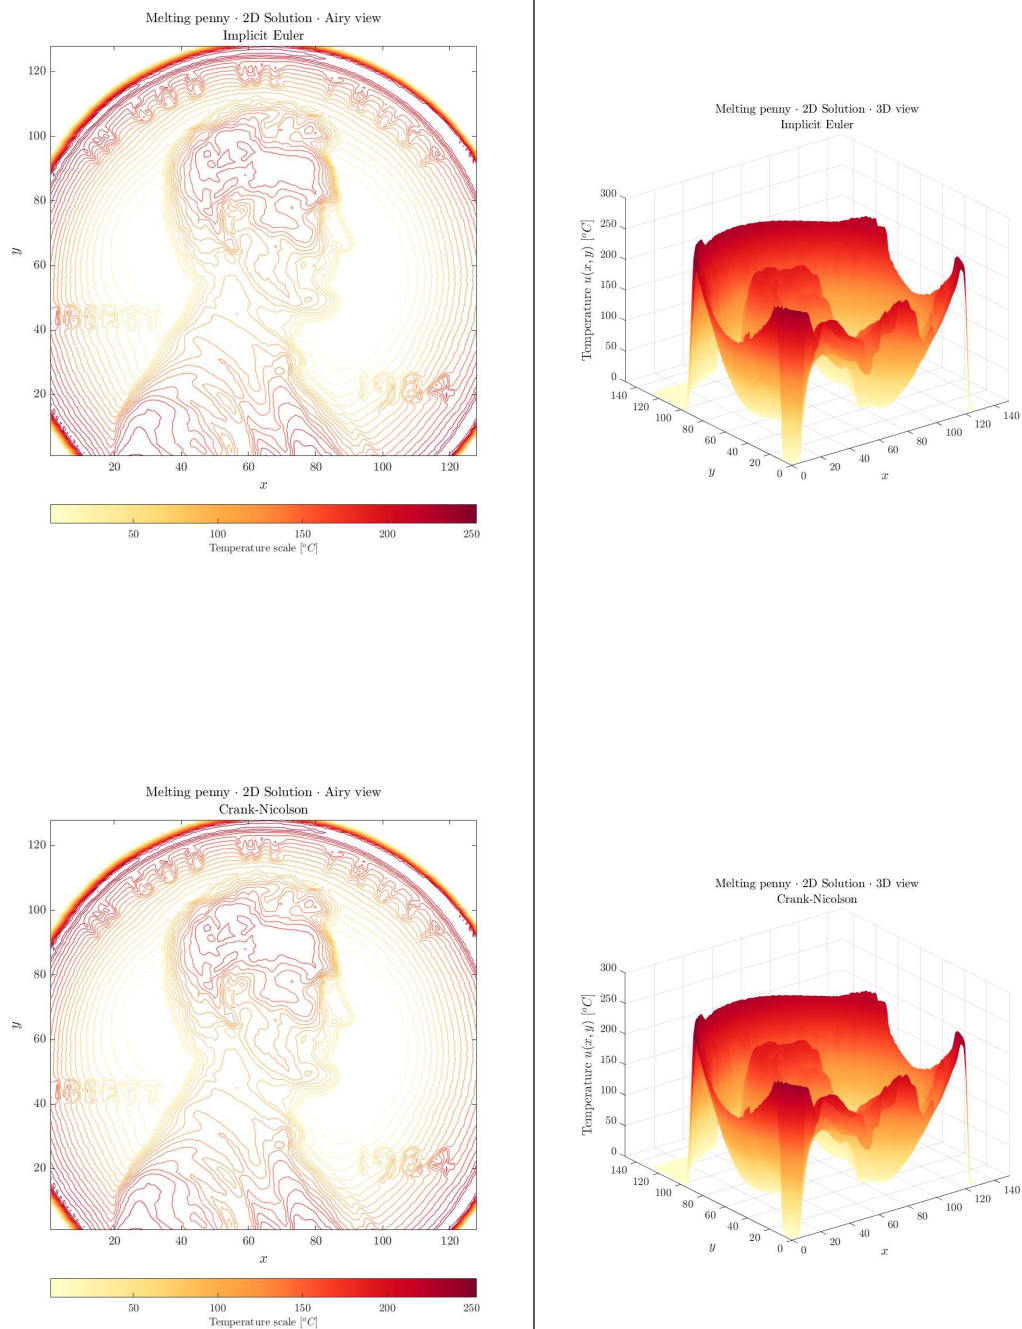 Melting penny · 2D Solution · Airy view
Implicit Euler
120
100
80
60
40
20
y
LIBERTY
1984
20 40 60 80 100 120
x
50 100 150 200 250
Temperature scale [°C]
Melting penny · 2D Solution · 3D view
Implicit Euler
300
250
200
150
100
50
0
Temperature u(x, y) [°C]
140 120 100 80 60 40 20 0
y
0 20 40 60 80 100 120 140
x
Melting penny · 2D Solution · Airy view
Crank-Nicolson
120
100
80
60
40
20
y
LIBERTY
1984
20 40 60 80 100 120
x
50 100 150 200 250
Temperature scale [°C]
Melting penny · 2D Solution · 3D view
Crank-Nicolson
300
250
200
150
100
50
0
Temperature u(x, y) [°C]
140 120 100 80 60 40 20 0
y
0 20 40 60 80 100 120 140
x